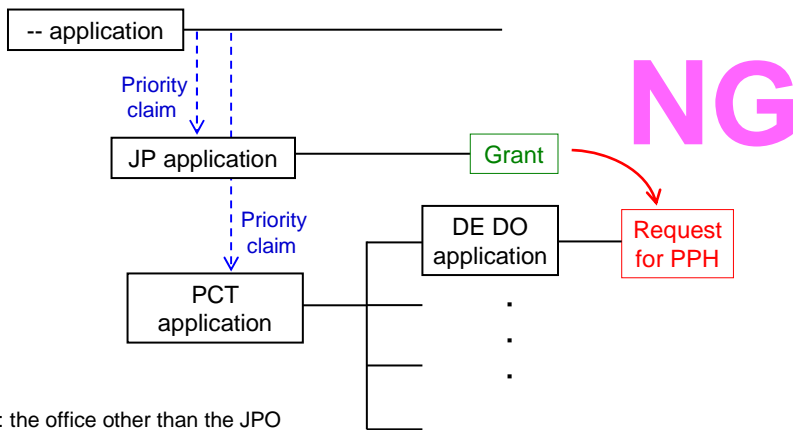 -- application
NG
Priority
claim
JP application
Grant
Priority
claim
DE DO
application
Request
for PPH
PCT
application
: the office other than the JPO